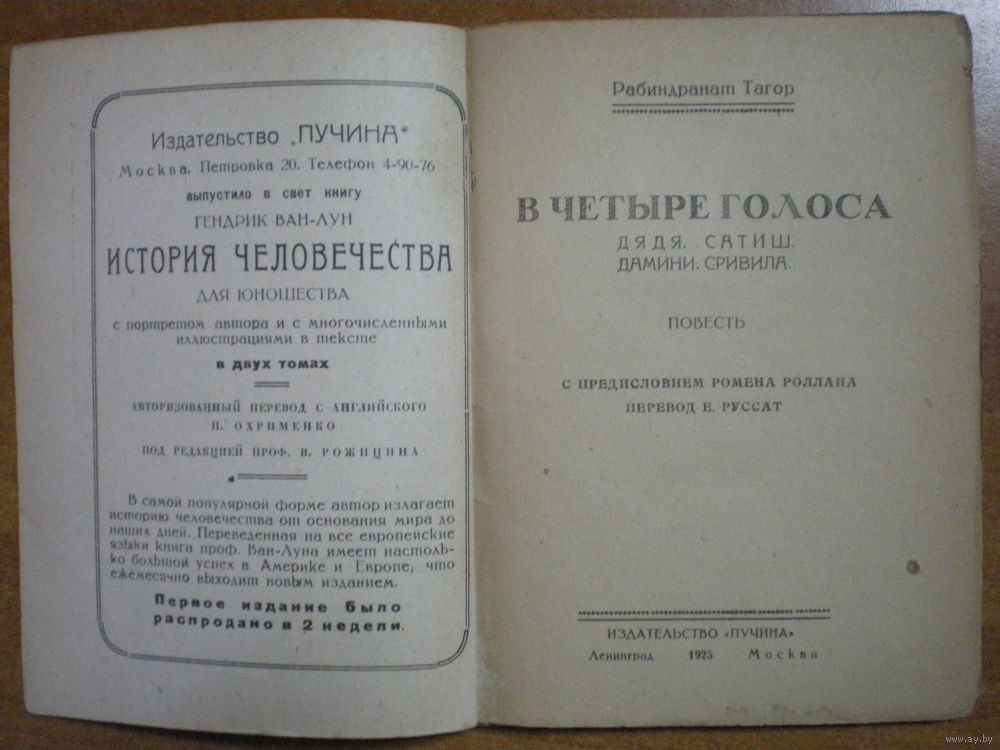 Издательство „ПУЧИНА“
Москва, Петровка 20. Телефон 4-90-76
выпустило в свет книгу
ГЕНДРИК ВАН-ЛУН
ИСТОРИЯ ЧЕЛОВЕЧЕСТВА
ДЛЯ ЮНОШЕСТВА
с портретом автора и с многочисленными
иллюстрациями в тексте
в двух томах
АВТОРИЗОВАННЫЙ ПЕРЕВОД С АНГЛИЙСКОГО
П. ОХРИМЕНКО
ПОД РЕДАКЦИЕЙ ПРОФ. В. РОЖИЦИНА
В самой популярной форме автор излагает
историю человечества от основания мира до
наших дней. Переведенная на все европейские
языки книга проф. Ван-Луна имеет настоль-
ко большой успех в Америке и Европе, что
ежемесячно выходит новым изданием.
Первое издание было
распродано в 2 недели.
Рабиндранат Тагор
В ЧЕТЫРЕ ГОЛОСА
ДЯДЯ. САТИШ.
ДАМИНИ. СРИВИЛА.
ПОВЕСТЬ
С ПРЕДИСЛОВИЕМ РОМЕНА РОЛЛАНА
ПЕРЕВОД Е. РУССАТ
ИЗДАТЕЛЬСТВО «ПУЧИНА»
Ленинград 1925 Москва
www.ay.by